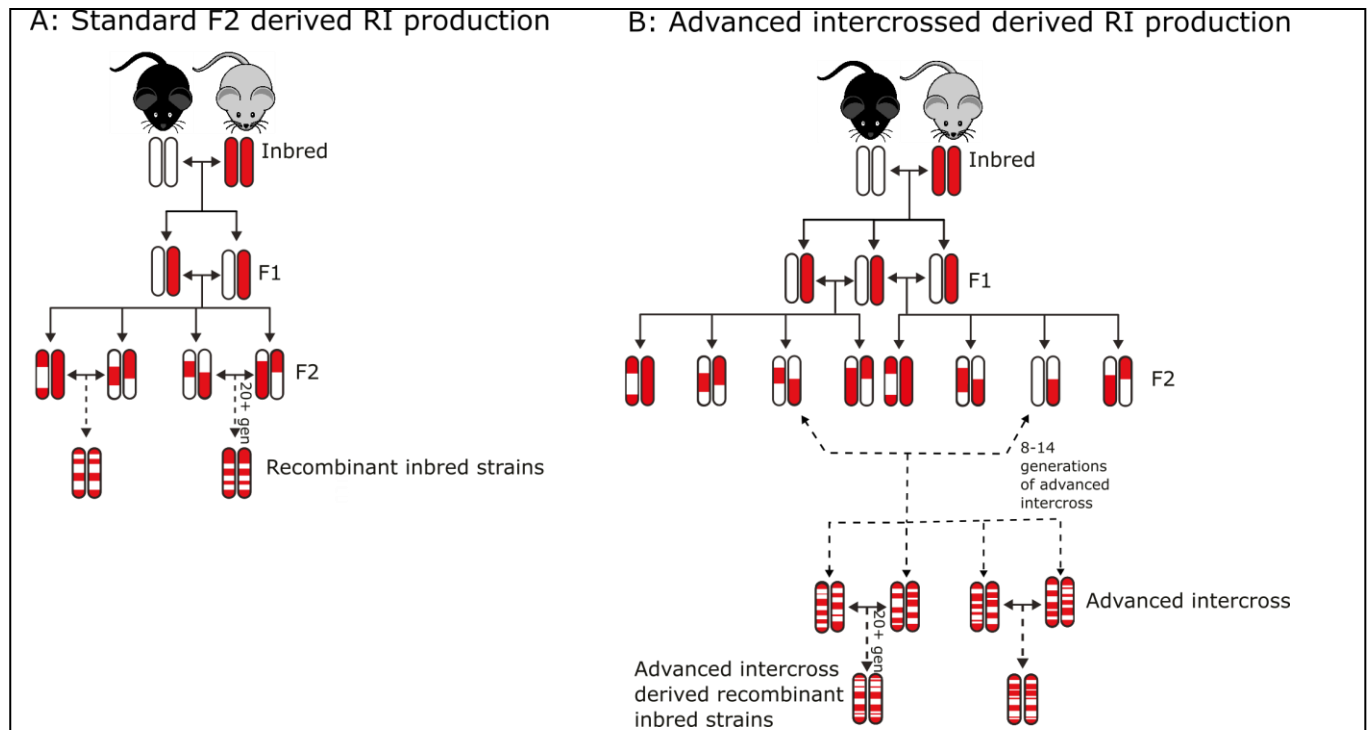 A: Standard F2 derived RI production
Inbred
F1
F2
20+ gen
Recombinant inbred strains
B: Advanced intercrossed derived RI production
Inbred
F1
F2
8-14
generations
of advanced
intercross
Advanced intercross
20+ gen
Advanced intercross
derived recombinant
inbred strains